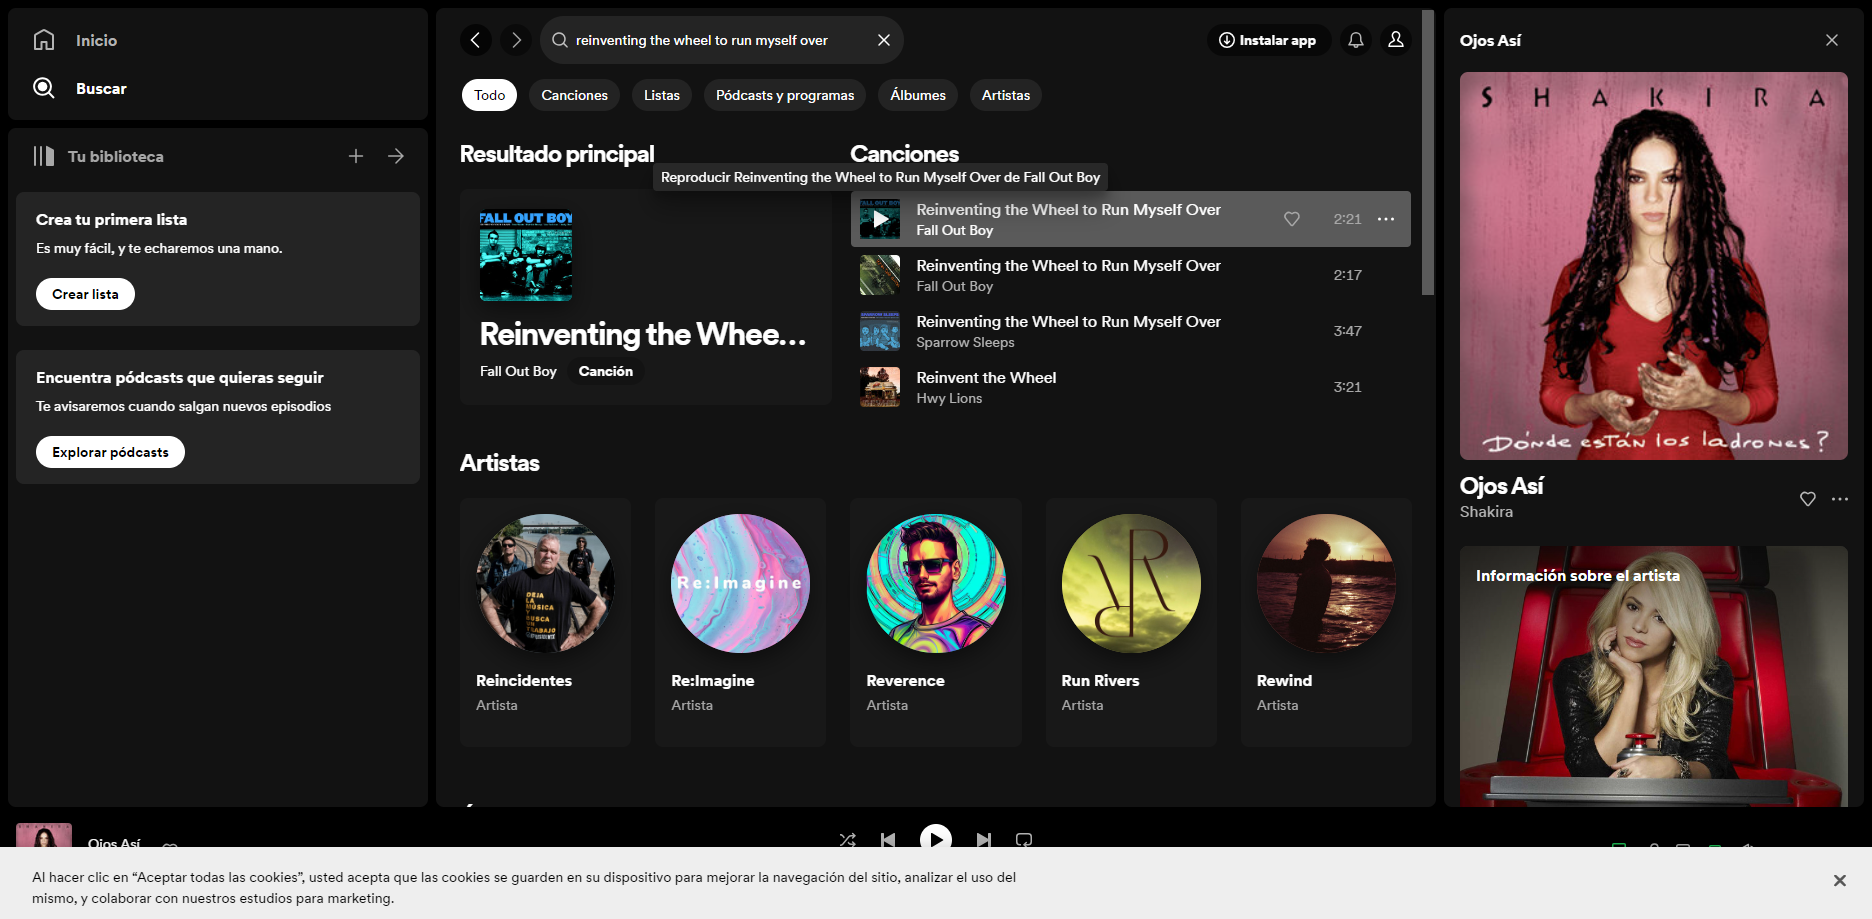 Inicio
Buscar
Tu biblioteca
Crea tu primera lista
Es muy fácil, y te echaremos una mano.
Crear lista
Encuentra pódcasts que quieras seguir
Te avisaremos cuando salgan nuevos episodios
Explorar pódcasts
reinventing the wheel to run myself over
Instalar app
Todo
Canciones
Listas
Pódcasts y programas
Álbumes
Artistas
Resultado principal
FALL OUT BOY
Reinventing the Whee...
Fall Out Boy
Canción
Canciones
Reproducir Reinventing the Wheel to Run Myself Over de Fall Out Boy
Reinventing the Wheel to Run Myself Over
Fall Out Boy
2:21
Reinventing the Wheel to Run Myself Over
Fall Out Boy
2:17
Reinventing the Wheel to Run Myself Over
Sparrow Sleeps
3:47
Reinvent the Wheel
Hwy Lions
3:21
Artistas
DEJA
LA
MÚSICA
Y
BUSCA
UN
TRABAJO
Reincidentes
Artista
Re:Imagine
Re:Imagine
Artista
Reverence
Artista
Run Rivers
Artista
Rewind
Artista
Ojos Así
SHAKIRA
Dónde están los ladrones?
Ojos Así
Shakira
Información sobre el artista
Ojos Así
Al hacer clic en “Aceptar todas las cookies”, usted acepta que las cookies se guarden en su dispositivo para mejorar la navegación del sitio, analizar el uso del
mismo, y colaborar con nuestros estudios para marketing.